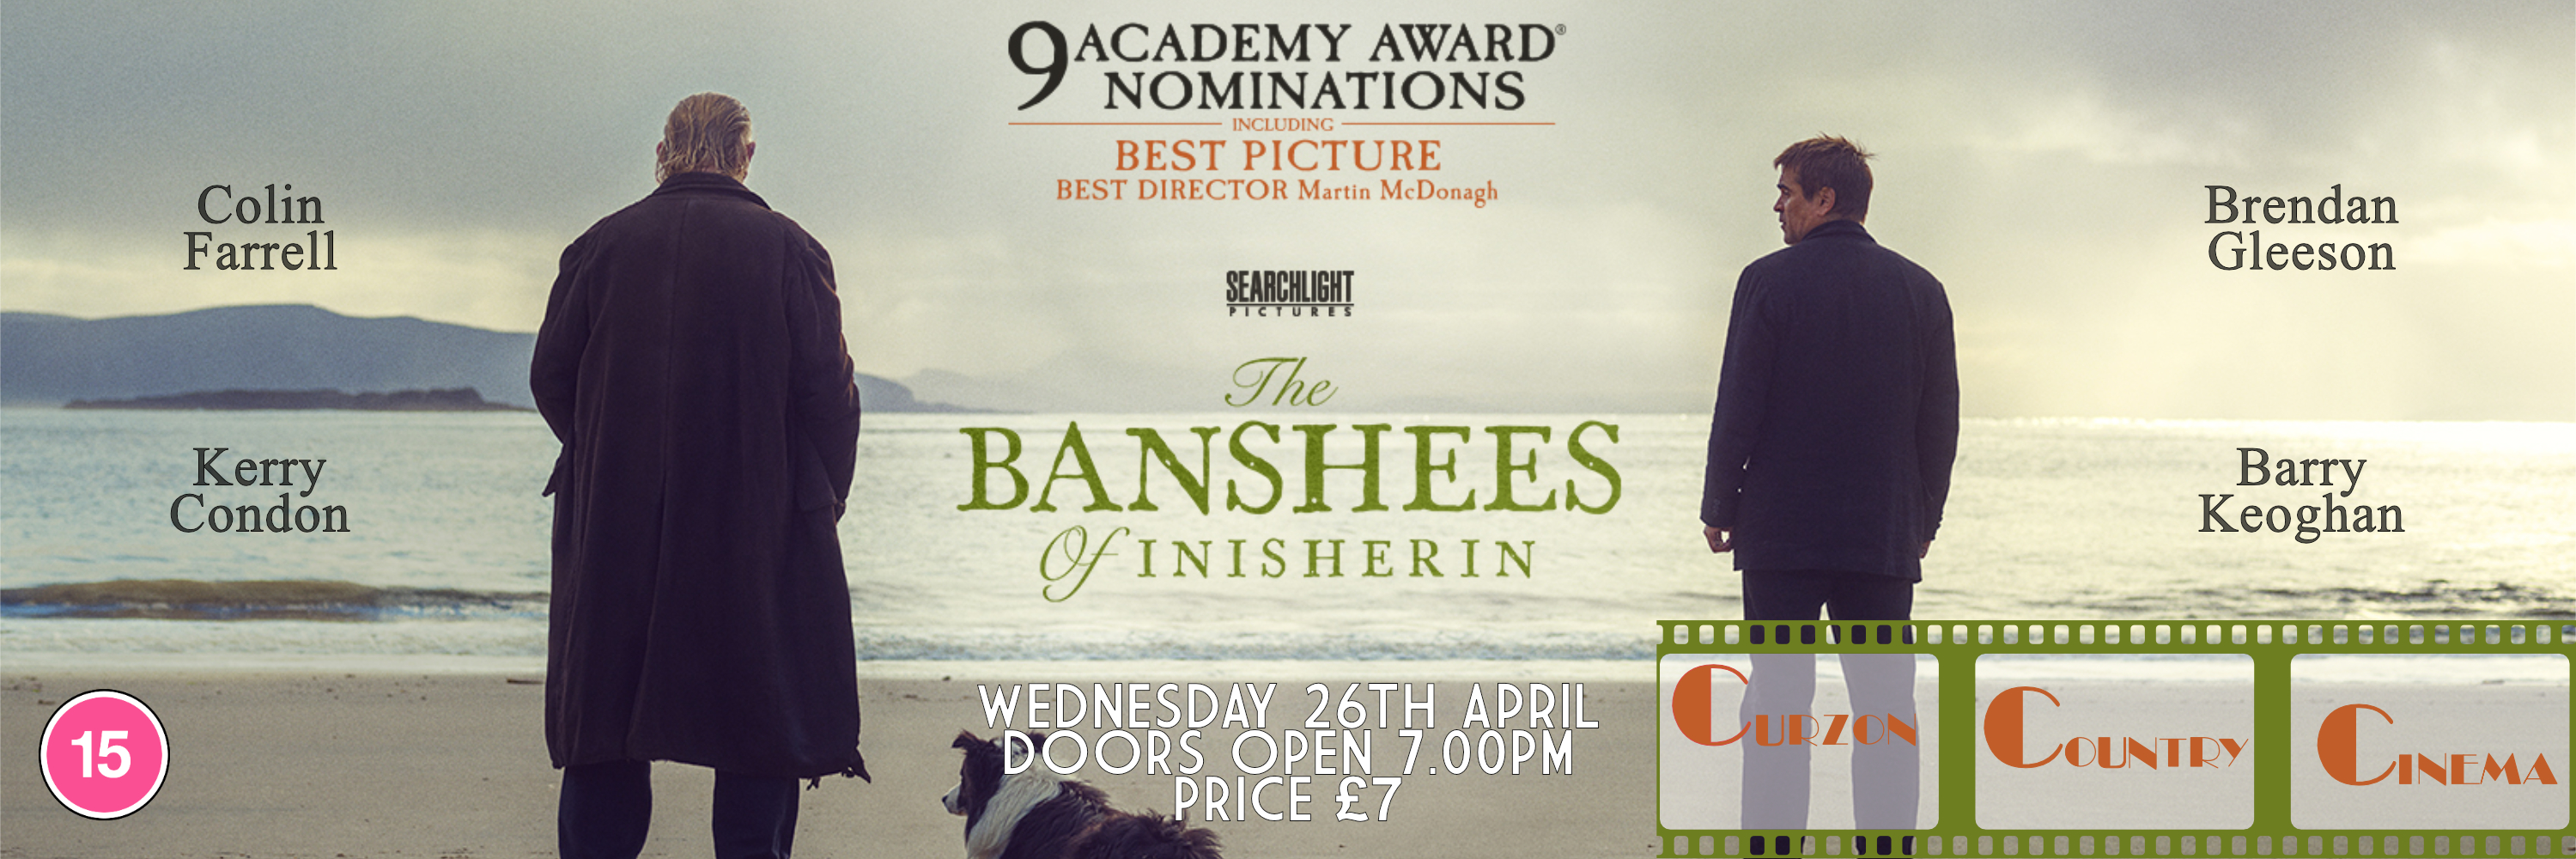 9 ACADEMY AWARD®
NOMINATIONS
INCLUDING
BEST PICTURE
BEST DIRECTOR Martin McDonagh
Colin
Farrell
Brendan
Gleeson
SEARCHLIGHT
PICTURES
The
BANSHEES
Of INISHERIN
Kerry
Condon
Barry
Keoghan
WEDNESDAY 26TH APRIL
DOORS OPEN 7.00PM
PRICE £7
15
CURZON COUNTRY CINEMA